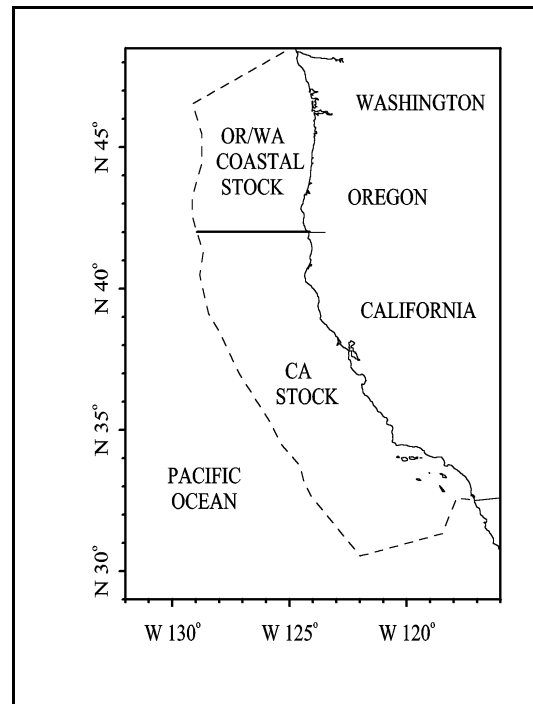 WASHINGTON
OR/WA
COASTAL
STOCK
OREGON
CALIFORNIA
CA
STOCK
PACIFIC
OCEAN
N 45°
N 40°
N 35°
N 30°
W 130°
W 125°
W 120°